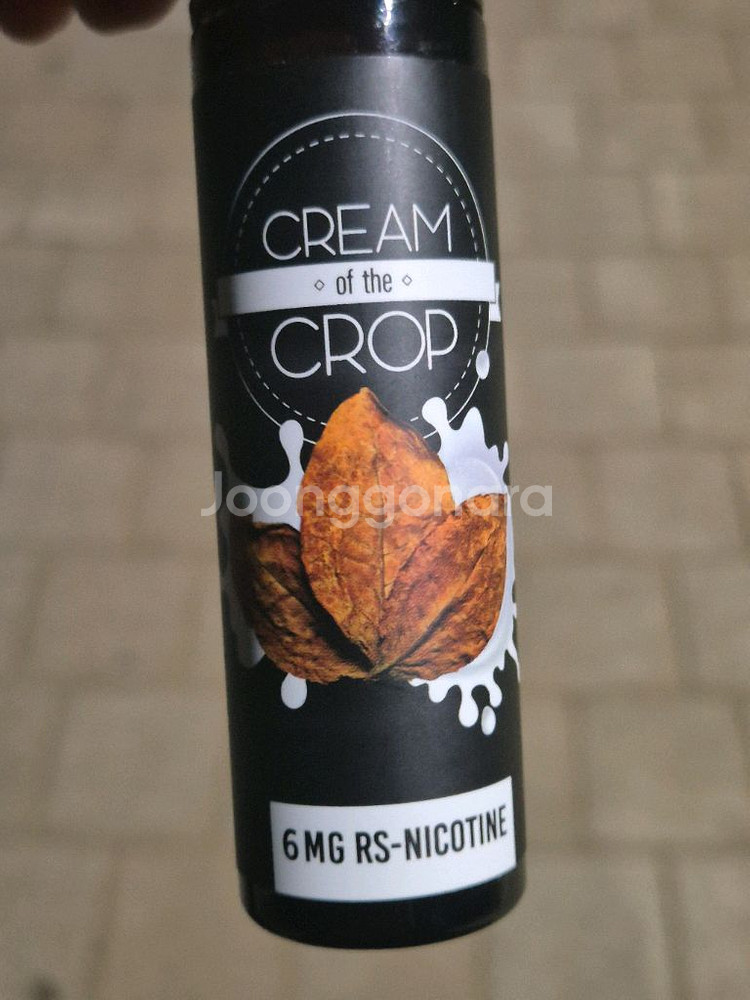 CREAM
of the
CROP
Joonggonara
6 MG RS-NICOTINE